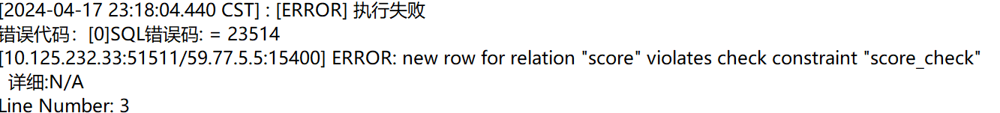 [2024-04-17 23:18:04.440 CST] : [ERROR] 执行失败
错误代码：[0]SQL错误码: = 23514
[10.125.232.33:51511/59.77.5.5:15400] ERROR: new row for relation "score" violates check constraint "score_check"
详细:N/A
Line Number: 3